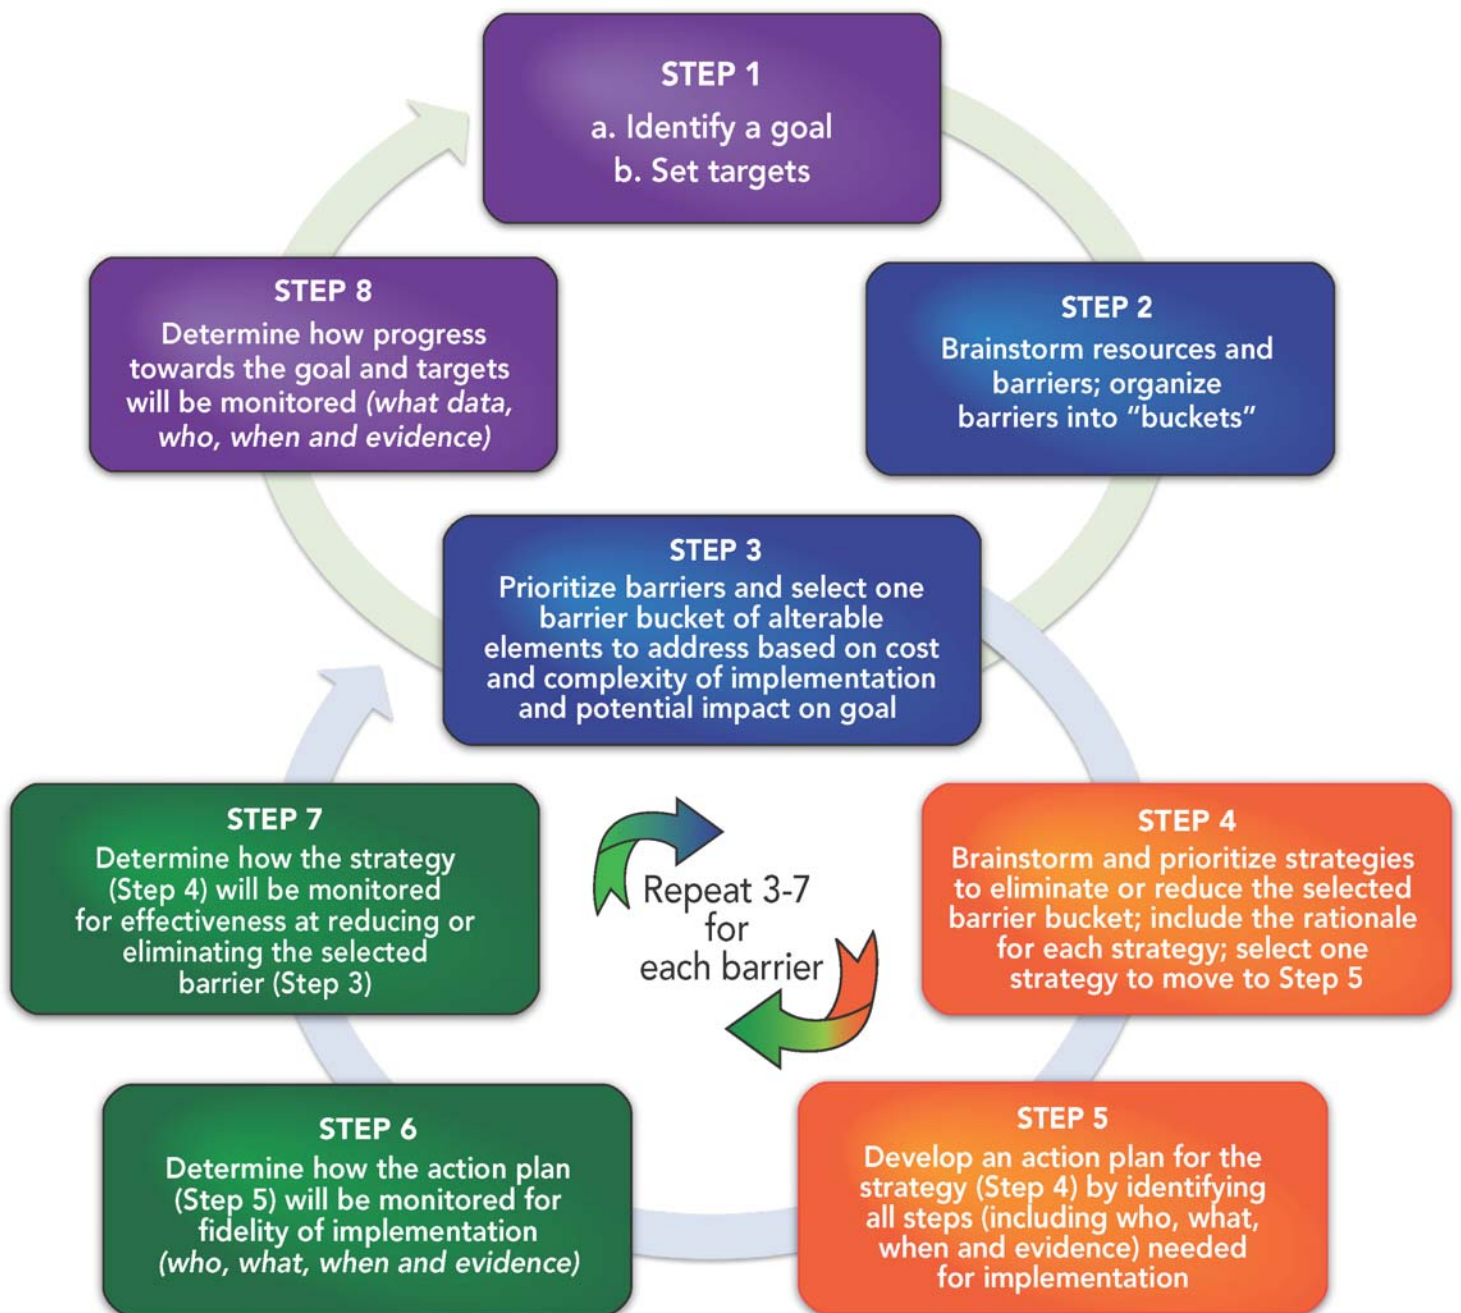 STEP 1
a. Identify a goal
b. Set targets
STEP 2
Brainstorm resources and
barriers; organize
barriers into “buckets”
STEP 3
Prioritize barriers and select one
barrier bucket of alterable
elements to address based on cost
and complexity of implementation
and potential impact on goal
STEP 4
Brainstorm and prioritize strategies
to eliminate or reduce the selected
barrier bucket; include the rationale
for each strategy; select one
strategy to move to Step 5
STEP 5
Develop an action plan for the
strategy (Step 4) by identifying
all steps (including who, what,
when and evidence) needed
for implementation
STEP 6
Determine how the action plan
(Step 5) will be monitored for
fidelity of implementation
(who, what, when and evidence)
STEP 7
Determine how the strategy
(Step 4) will be monitored
for effectiveness at reducing or
eliminating the selected
barrier (Step 3)
STEP 8
Determine how progress
towards the goal and targets
will be monitored (what data,
who, when and evidence)
Repeat 3-7
for
each barrier